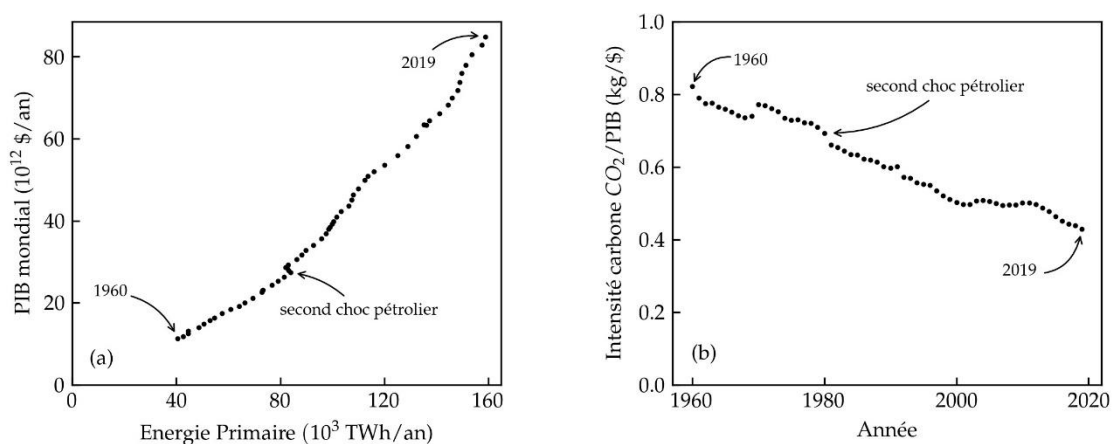 PIB mondial (10¹² $/an)
80
60
40
20
0
2019
1960
second choc pétrolier
(a)
0 40 80 120 160
Energie Primaire (10³ TWh/an)
Intensité carbone CO₂/PIB (kg/$)
1.0
0.8
0.6
0.4
0.2
0.0
1960
second choc pétrolier
2019
(b)
1960 1980 2000 2020
Année